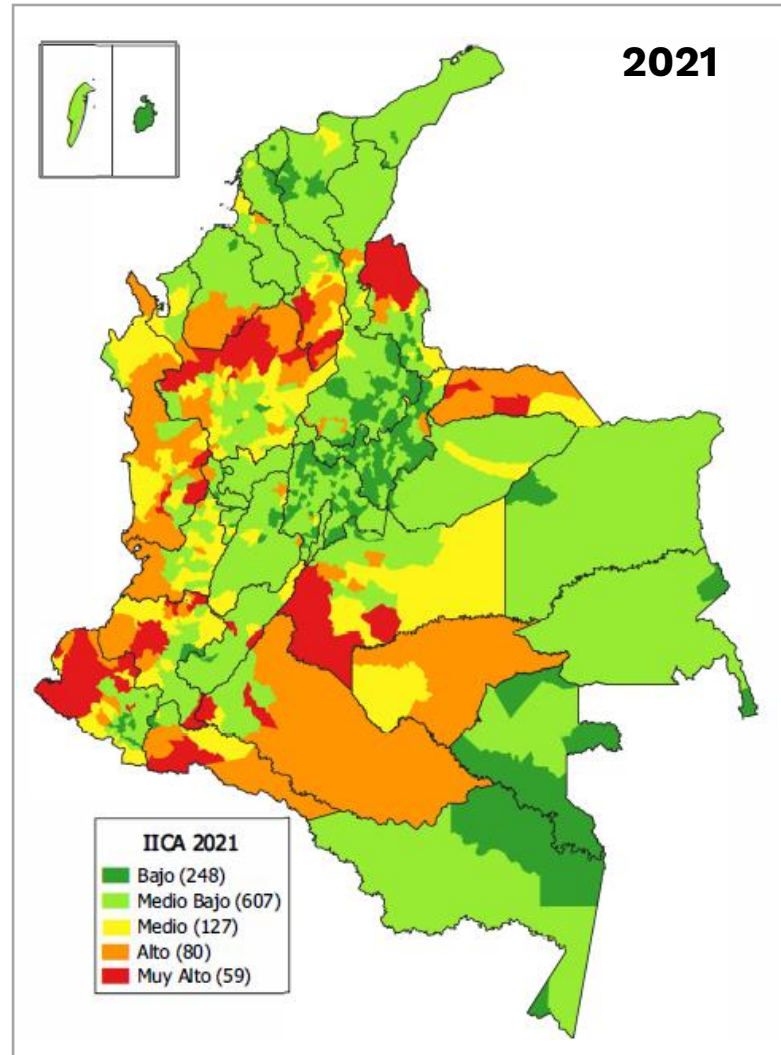 2021
IICA 2021
Bajo (248)
Medio Bajo (607)
Medio (127)
Alto (80)
Muy Alto (59)